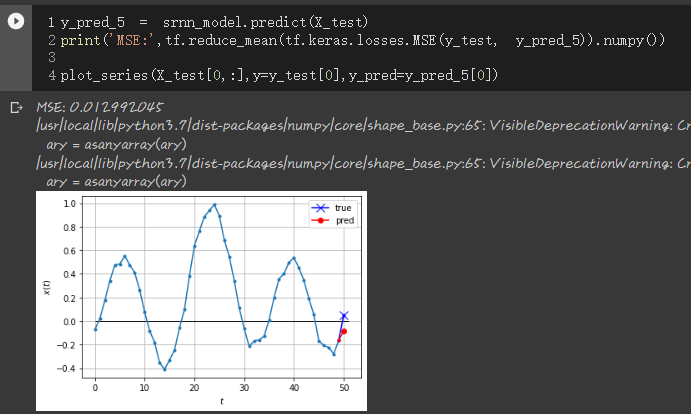 1 y_pred_5 = srnn_model.predict(X_test)
2 print('MSE:',tf.reduce_mean(tf.keras.losses.MSE(y_test, y_pred_5)).numpy())
3
4 plot_series(X_test[0,:],y=y_test[0],y_pred=y_pred_5[0])
MSE: 0.012992045
/usr/local/lib/python3.7/dist-packages/numpy/core/shape_base.py:65: VisibleDeprecationWarning: Cr
ary = asanyarray(ary)
/usr/local/lib/python3.7/dist-packages/numpy/core/shape_base.py:65: VisibleDeprecationWarning: Cr
ary = asanyarray(ary)
true
pred
1.0
0.8
0.6
0.4
0.2
0.0
−0.2
−0.4
x(t)
0 10 20 30 40 50
t